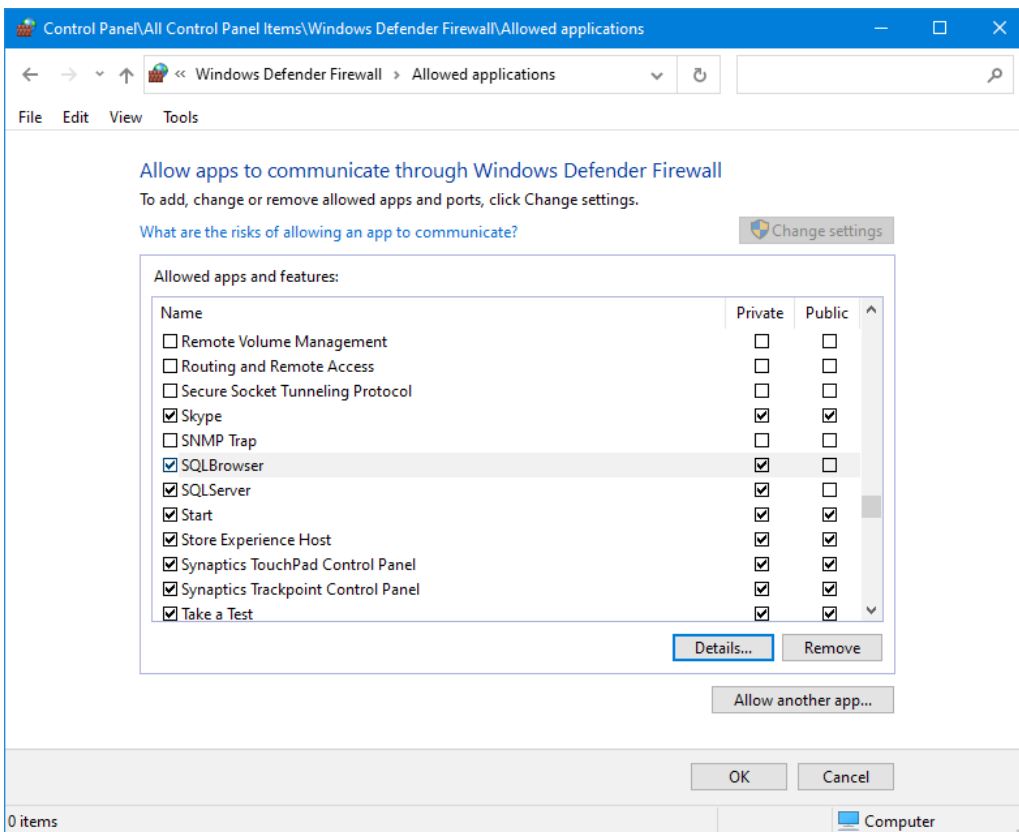 Control Panel\All Control Panel Items\Windows Defender Firewall\Allowed applications
« Windows Defender Firewall > Allowed applications
File Edit View Tools
Allow apps to communicate through Windows Defender Firewall
To add, change or remove allowed apps and ports, click Change settings.
What are the risks of allowing an app to communicate?
Change settings
Allowed apps and features:
Name Private Public
Remote Volume Management
Routing and Remote Access
Secure Socket Tunneling Protocol
Skype
SNMP Trap
SQLBrowser
SQLServer
Start
Store Experience Host
Synaptics TouchPad Control Panel
Synaptics Trackpoint Control Panel
Take a Test
Details... Remove
Allow another app...
OK Cancel
0 items Computer